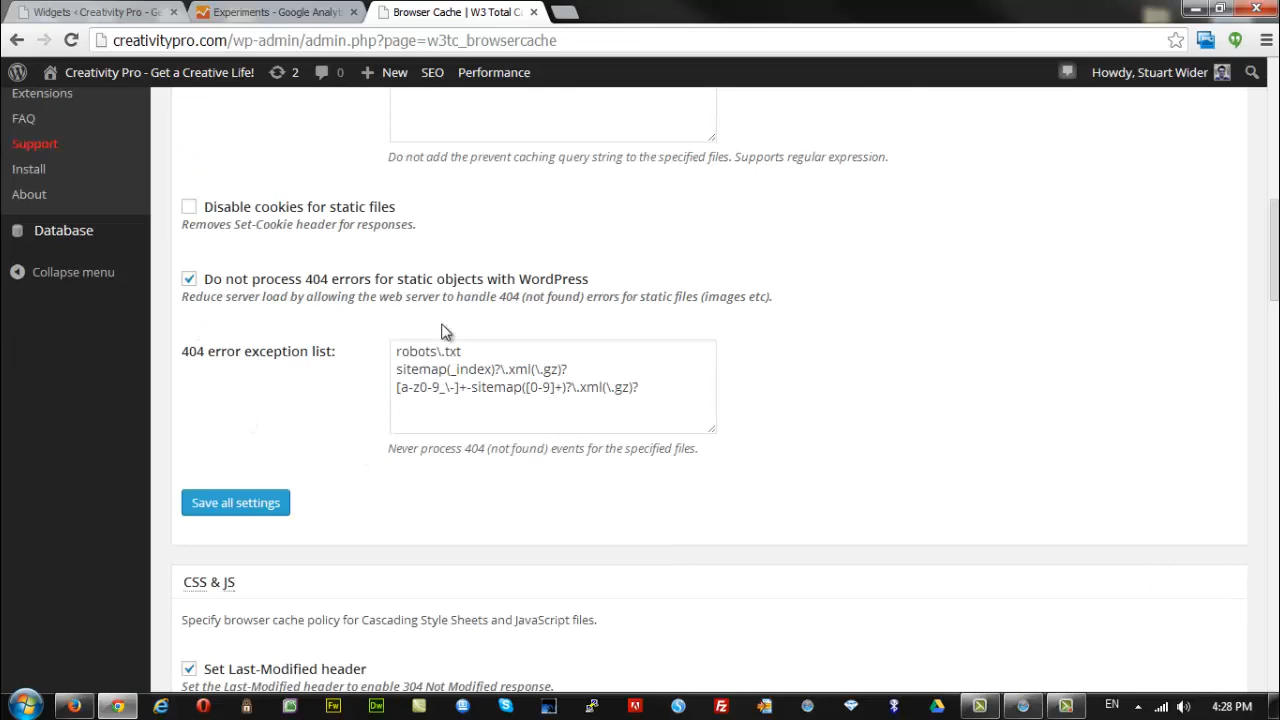 Widgets ‹ Creativity Pro - Ge
Experiments - Google Analyt
Browser Cache | W3 Total C
creativitypro.com/wp-admin/admin.php?page=w3tc_browsercache
Creativity Pro - Get a Creative Life!
2
0
New
SEO
Performance
Howdy, Stuart Wider
Extensions
FAQ
Support
Install
About
Database
Collapse menu
Do not add the prevent caching query string to the specified files. Supports regular expression.
Disable cookies for static files
Removes Set-Cookie header for responses.
Do not process 404 errors for static objects with WordPress
Reduce server load by allowing the web server to handle 404 (not found) errors for static files (images etc).
404 error exception list:
robots\.txt
sitemap(_index)?\.xml(\.gz)?
[a-z0-9_\-]+-sitemap([0-9]+)?\.xml(\.gz)?
Never process 404 (not found) events for the specified files.
Save all settings
CSS & JS
Specify browser cache policy for Cascading Style Sheets and JavaScript files.
Set Last-Modified header
Set the Last-Modified header to enable 304 Not Modified response.
Fw
Dw
EN
4:28 PM